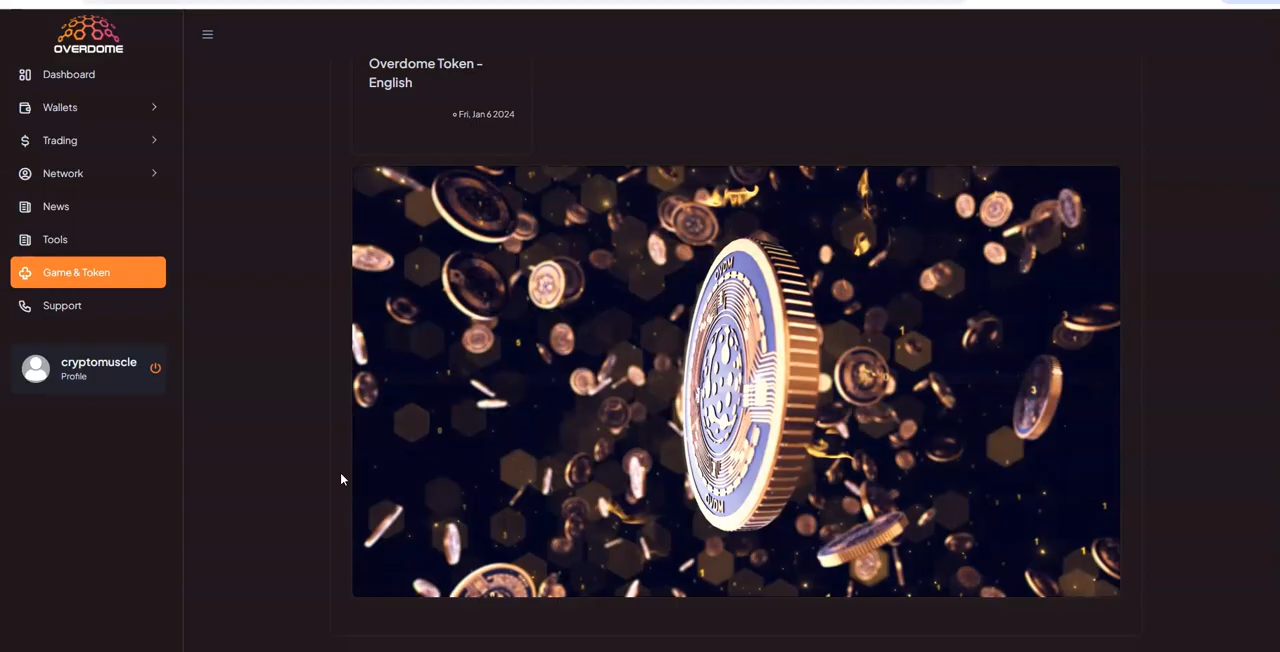 OVERDOME
Dashboard
Wallets
Trading
Network
News
Tools
Game & Token
Support
cryptomuscle
Profile
Overdome Token -
English
Fri, Jan 6 2024